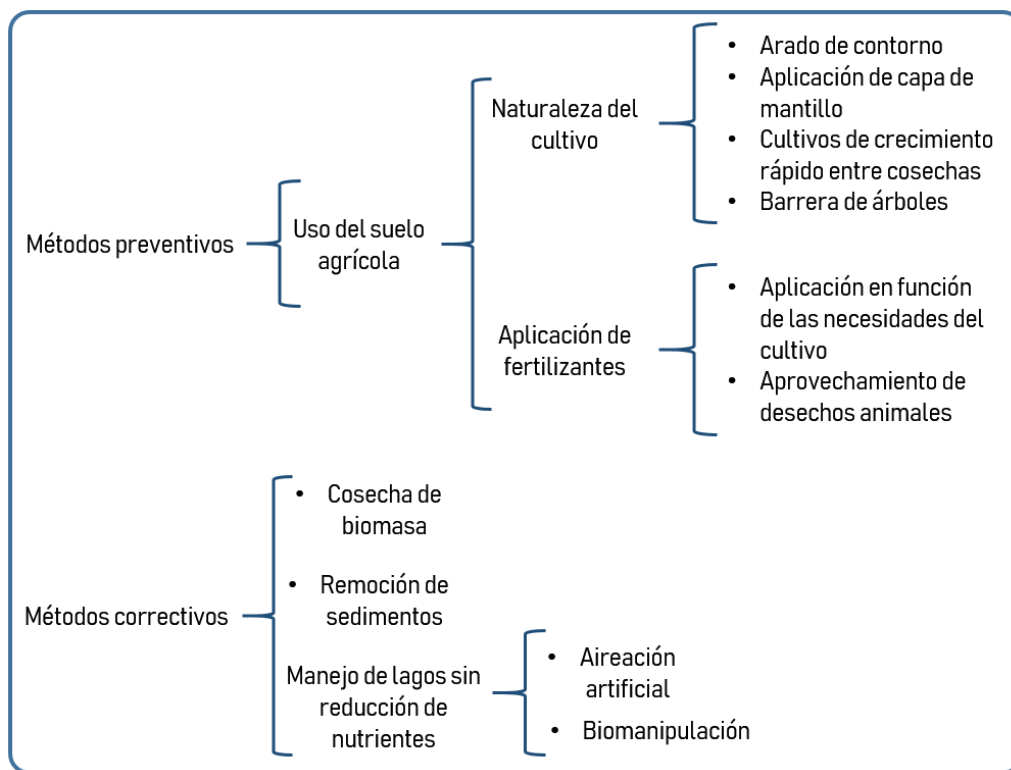 Métodos preventivos
Uso del suelo
agrícola
Naturaleza del
cultivo
• Arado de contorno
• Aplicación de capa de
mantillo
• Cultivos de crecimiento
rápido entre cosechas
• Barrera de árboles
Aplicación de
fertilizantes
• Aplicación en función
de las necesidades del
cultivo
• Aprovechamiento de
desechos animales
Métodos correctivos
• Cosecha de
biomasa
• Remoción de
sedimentos
Manejo de lagos sin
reducción de
nutrientes
• Aireación
artificial
• Biomanipulación